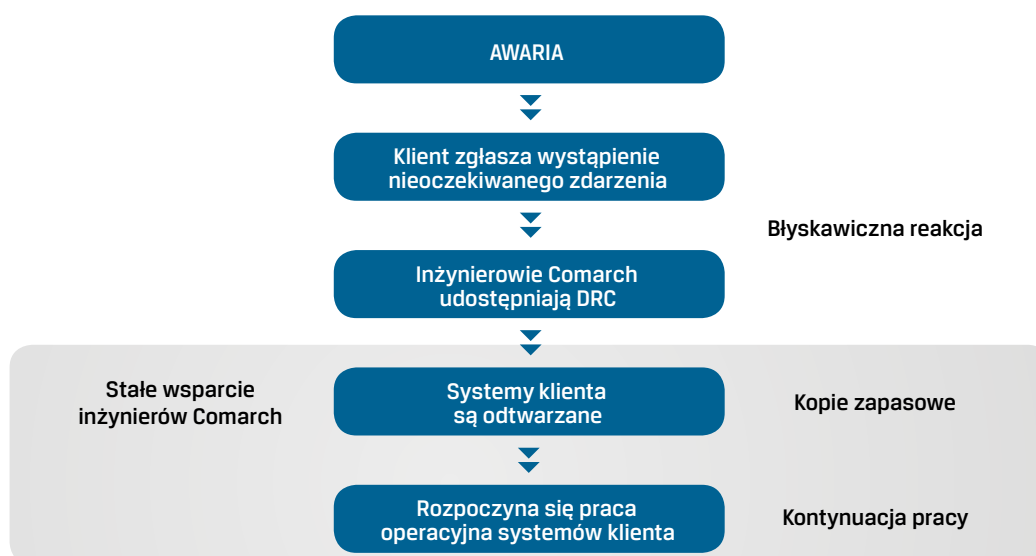 AWARIA
Klient zgłasza wystąpienie
nieoczekiwanego zdarzenia
Błyskawiczna reakcja
Inżynierowie Comarch
udostępniają DRC
Stałe wsparcie
inżynierów Comarch
Systemy klienta
są odtwarzane
Kopie zapasowe
Rozpoczyna się praca
operacyjna systemów klienta
Kontynuacja pracy